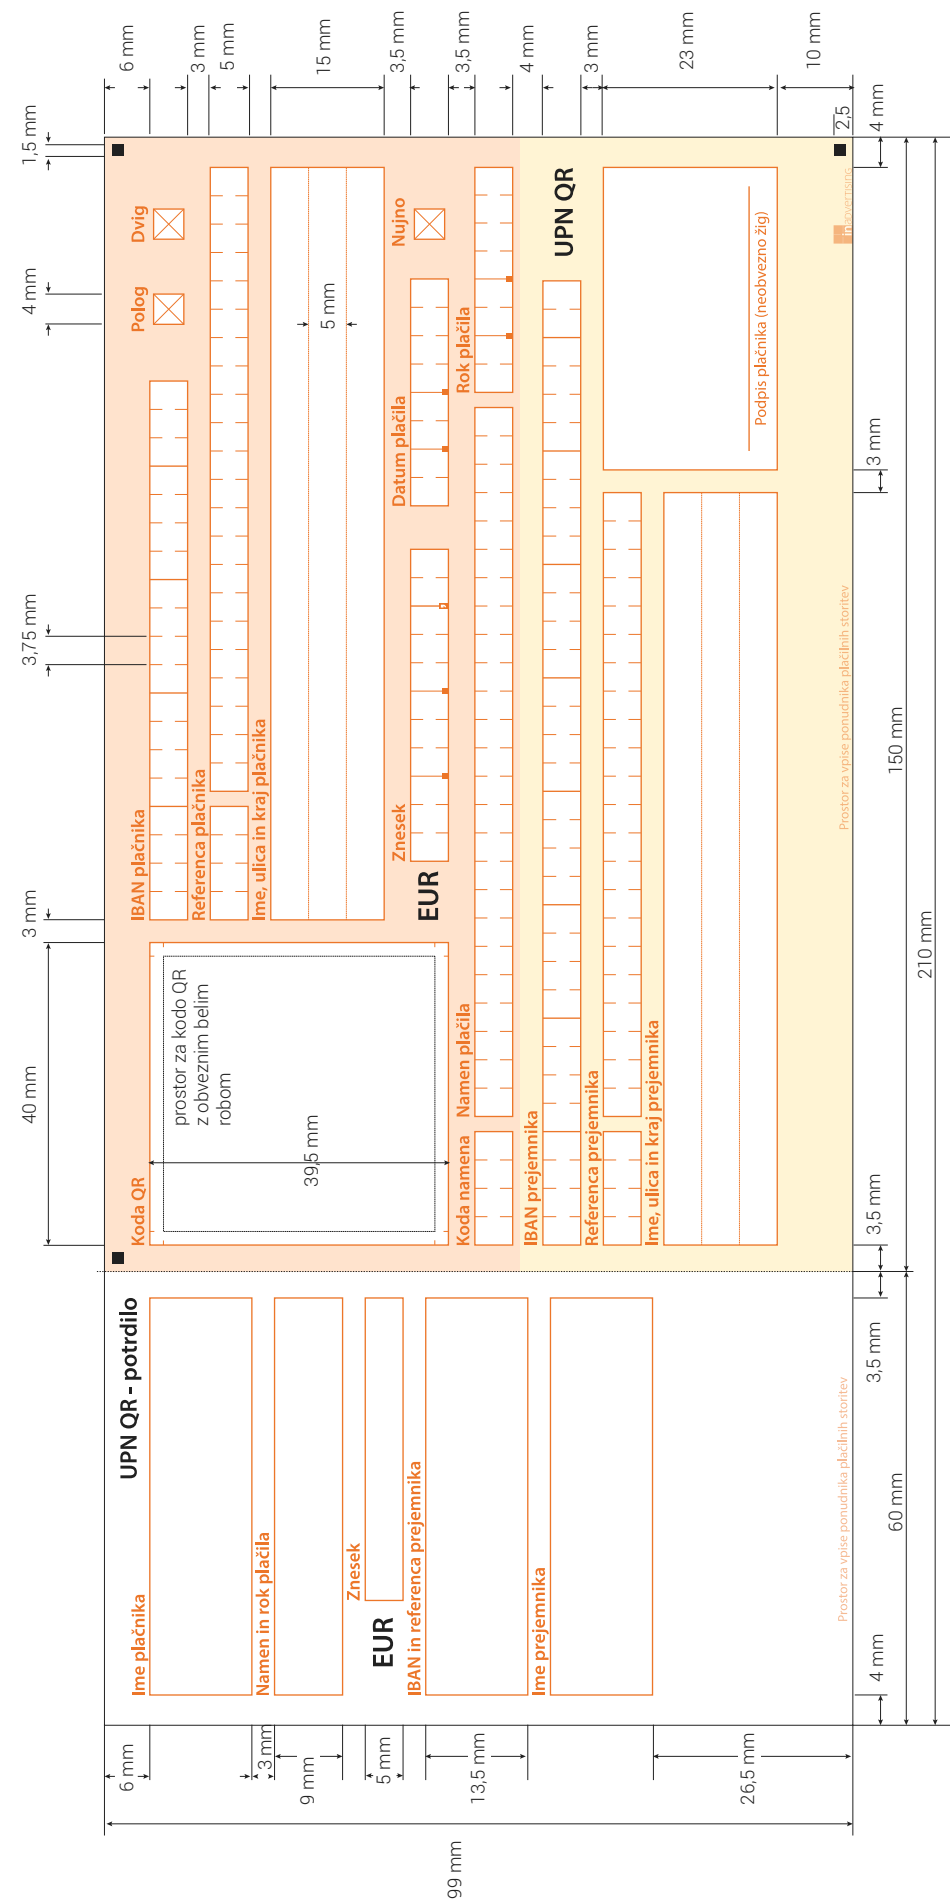 99 mm
6 mm
3 mm
9 mm
5 mm
13,5 mm
26,5 mm
UPN QR - potrdilo
Ime plačnika
Namen in rok plačila
Znesek
EUR
IBAN in referenca prejemnika
Ime prejemnika
Prostor za vpise ponudnika plačilnih storitev
4 mm
60 mm
3,5 mm
40 mm
3 mm
3,75 mm
4 mm
1,5 mm
Koda QR
prostor za kodo QR
z obveznim belim
robom
39,5 mm
IBAN plačnika
Polog
Dvig
Referenca plačnika
Ime, ulica in kraj plačnika
5 mm
EUR
Znesek
Datum plačila
Nujno
Koda namena
Namen plačila
Rok plačila
IBAN prejemnika
UPN QR
Referenca prejemnika
Ime, ulica in kraj prejemnika
Podpis plačnika (neobvezno žig)
Prostor za vpise ponudnika plačilnih storitev
advertising
6 mm
3 mm
5 mm
15 mm
3,5 mm
3,5 mm
4 mm
3 mm
23 mm
10 mm
2,5
3,5 mm
3 mm
4 mm
150 mm
210 mm